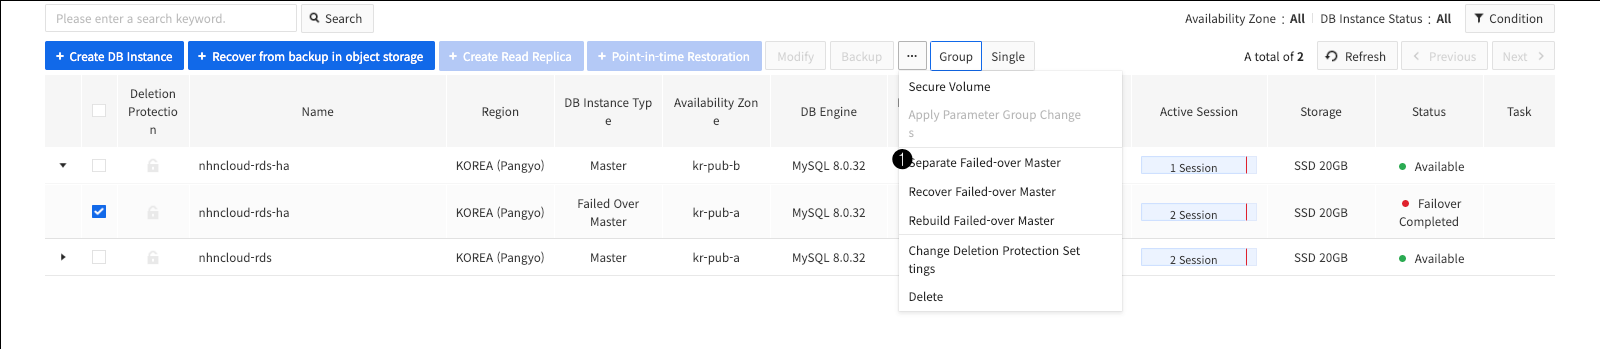 Please enter a search keyword.
Search
Availability Zone : All
DB Instance Status : All
Condition
+ Create DB Instance
+ Recover from backup in object storage
+ Create Read Replica
+ Point-in-time Restoration
Modify
Backup
...
Group
Single
A total of 2
Refresh
Previous
Next
Deletion
Protectio
n
Name
Region
DB Instance Typ
e
Availability Zon
e
DB Engine
Active Session
Storage
Status
Task
Secure Volume
Apply Parameter Group Change
s
1
Separate Failed-over Master
Recover Failed-over Master
Rebuild Failed-over Master
Change Deletion Protection Set
tings
Delete
nhncloud-rds-ha
KOREA (Pangyo)
Master
kr-pub-b
MySQL 8.0.32
1 Session
SSD 20GB
Available
nhncloud-rds-ha
KOREA (Pangyo)
Failed Over
Master
kr-pub-a
MySQL 8.0.32
2 Session
SSD 20GB
Failover
Completed
nhncloud-rds
KOREA (Pangyo)
Master
kr-pub-a
MySQL 8.0.32
2 Session
SSD 20GB
Available